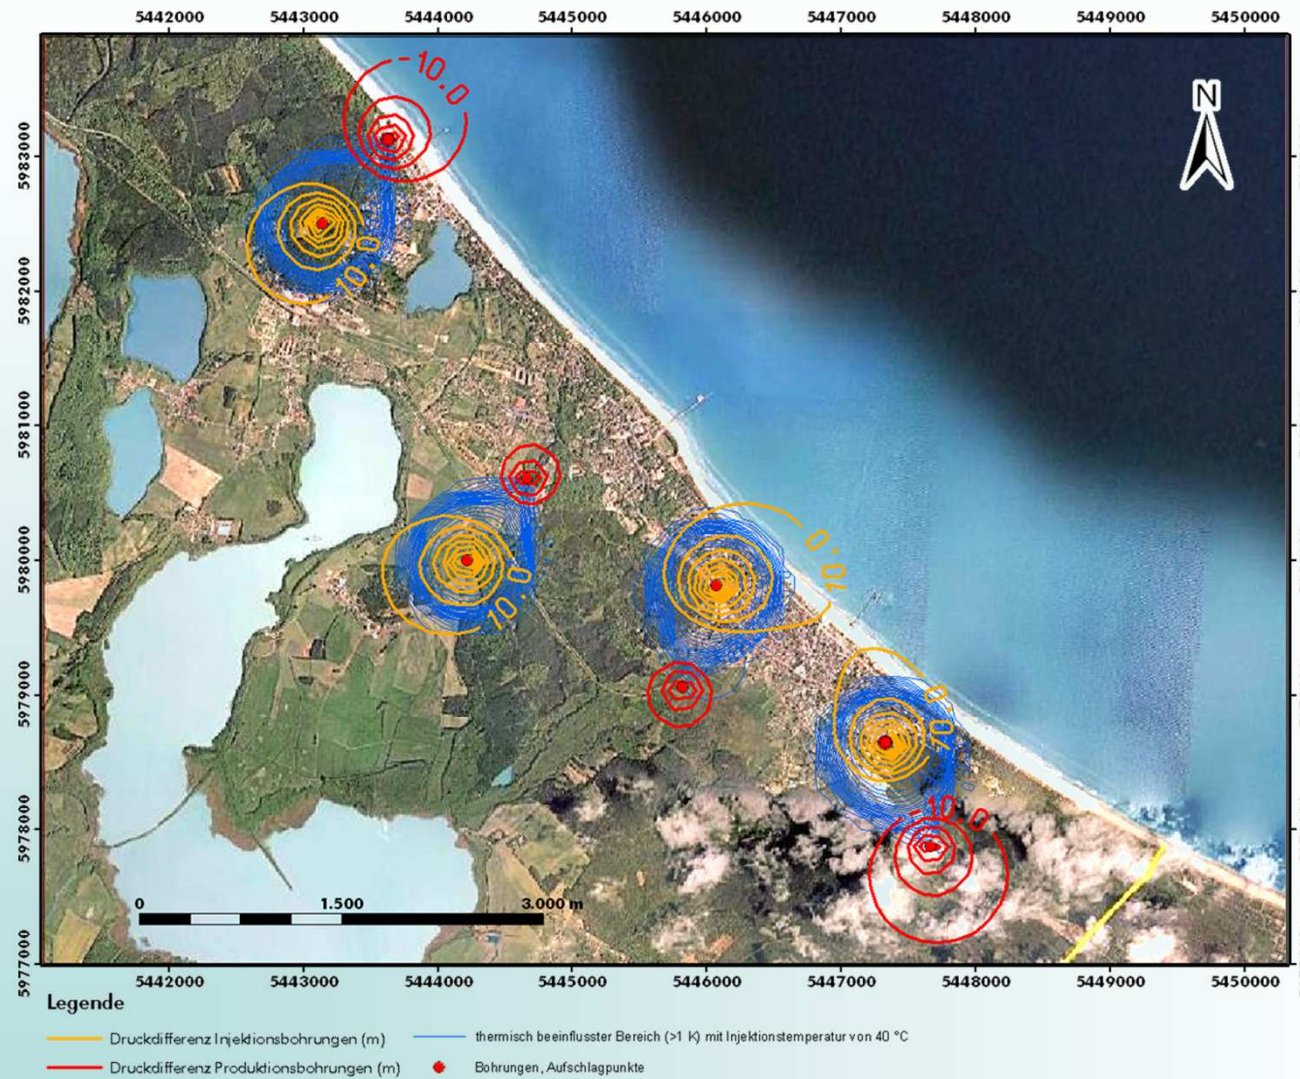 5442000 5443000 5444000 5445000 5446000 5447000 5448000 5449000 5450000
5983000
5982000
5981000
5980000
5979000
5978000
5977000
N
-10.0
10.0
10.0
10.0
10.0
-10.0
0 1.500 3.000 m
5442000 5443000 5444000 5445000 5446000 5447000 5448000 5449000 5450000
Legende
Druckdifferenz Injektionsbohrungen (m)
thermisch beeinflusster Bereich (>1 K) mit Injektionstemperatur von 40 °C
Druckdifferenz Produktionsbohrungen (m)
Bohrungen, Aufschlagpunkte